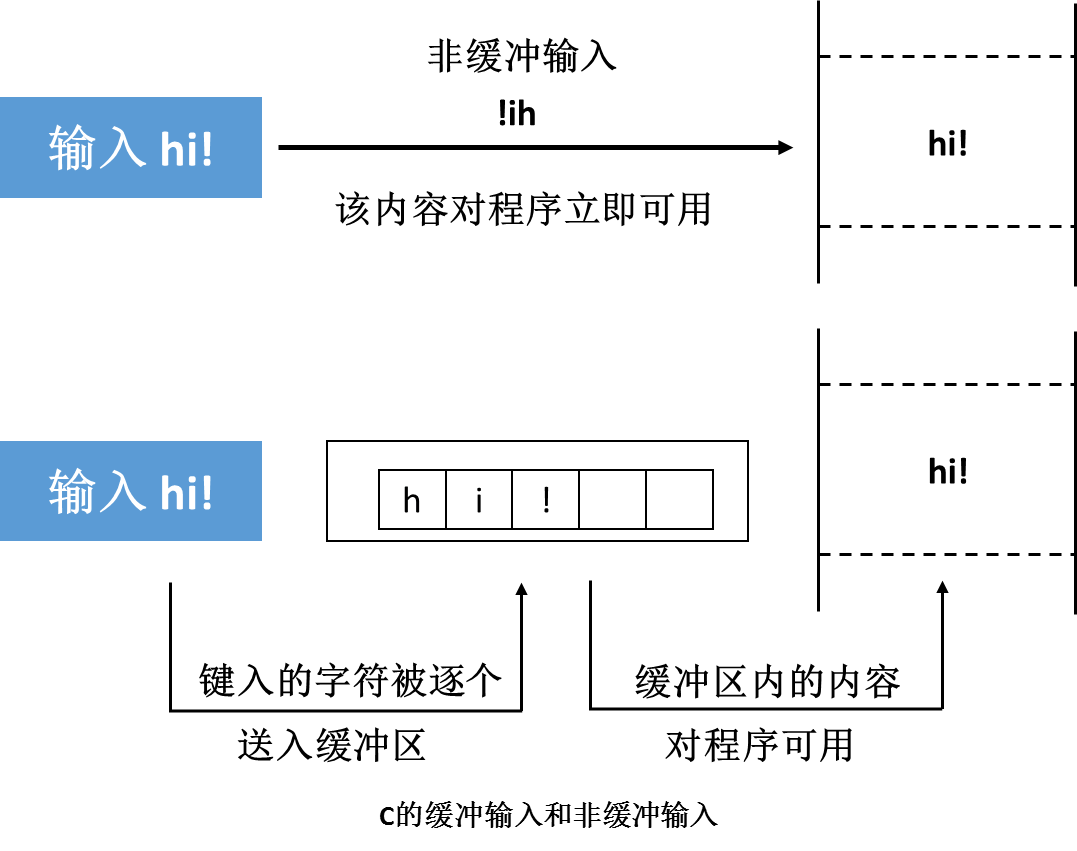 非缓冲输入
!ih
输入 hi!
hi!
该内容对程序立即可用
输入 hi!
h i !
hi!
键入的字符被逐个
送入缓冲区
缓冲区内的内容
对程序可用
C的缓冲输入和非缓冲输入